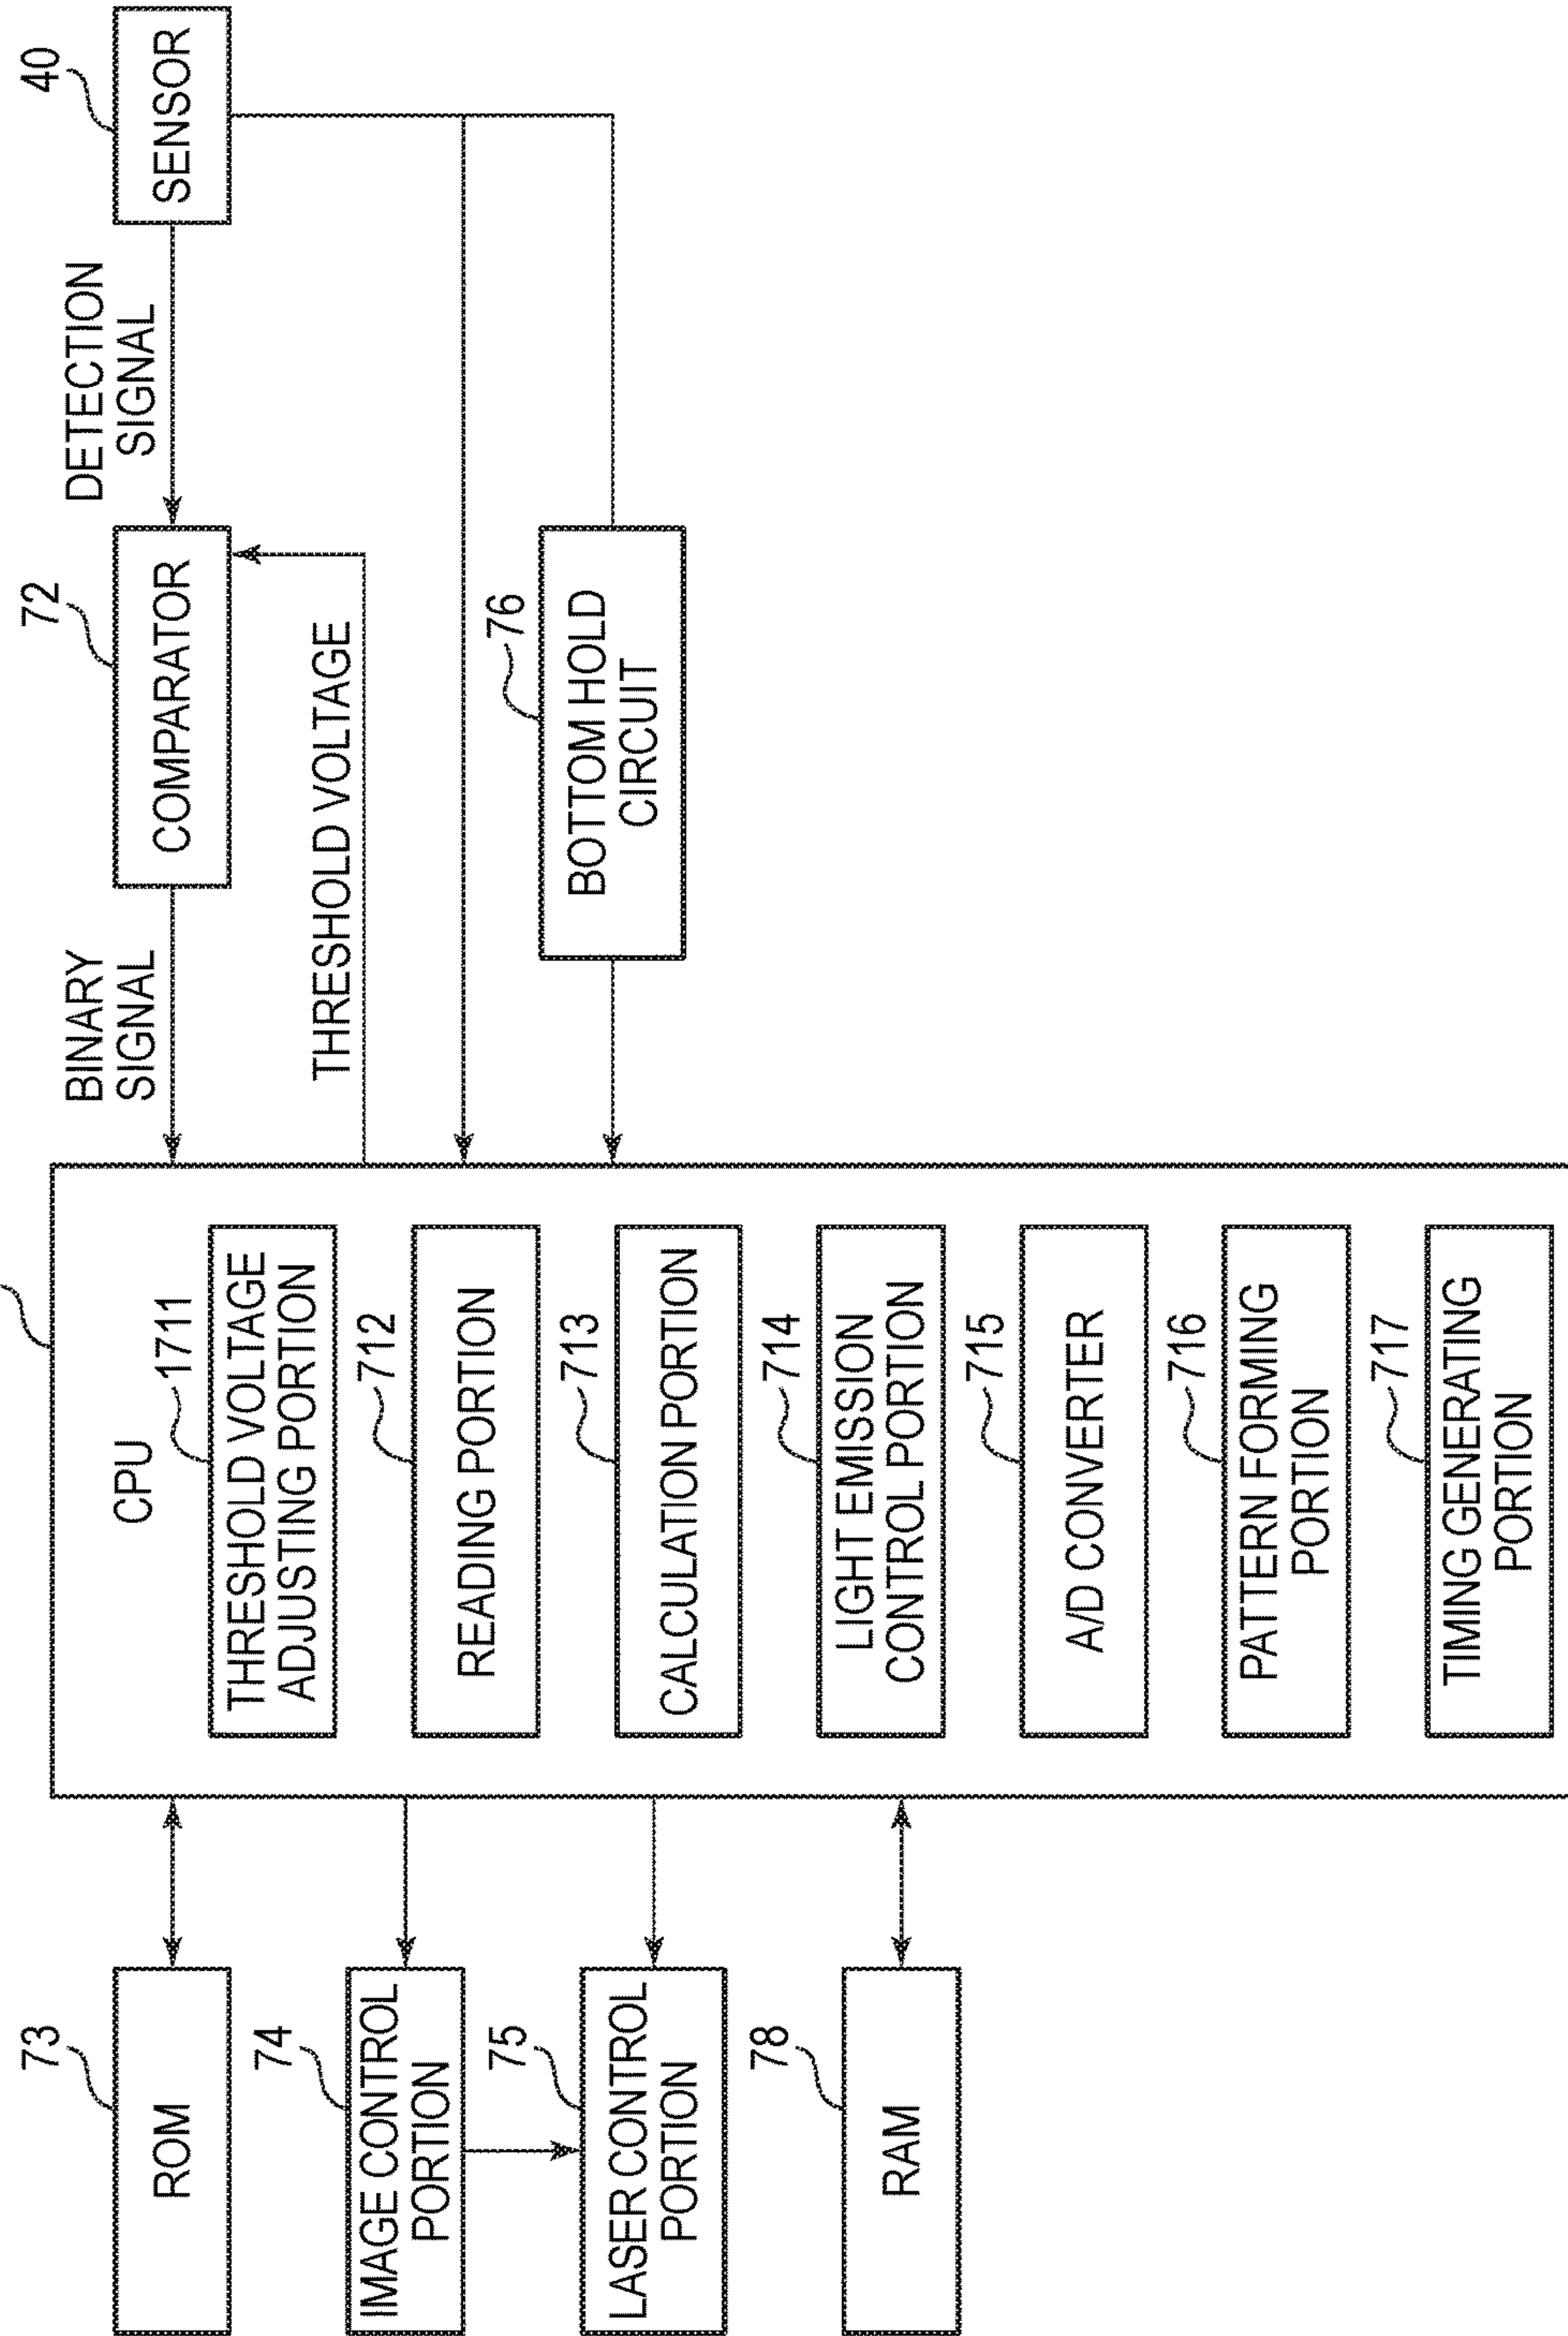 73
ROM
74
IMAGE CONTROL
PORTION
75
LASER CONTROL
PORTION
78
RAM
CPU
1711
THRESHOLD VOLTAGE
ADJUSTING PORTION
712
READING PORTION
713
CALCULATION PORTION
714
LIGHT EMISSION
CONTROL PORTION
715
A/D CONVERTER
716
PATTERN FORMING
PORTION
717
TIMING GENERATING
PORTION
BINARY
SIGNAL
72
COMPARATOR
THRESHOLD VOLTAGE
76
BOTTOM HOLD
CIRCUIT
DETECTION
SIGNAL
40
SENSOR